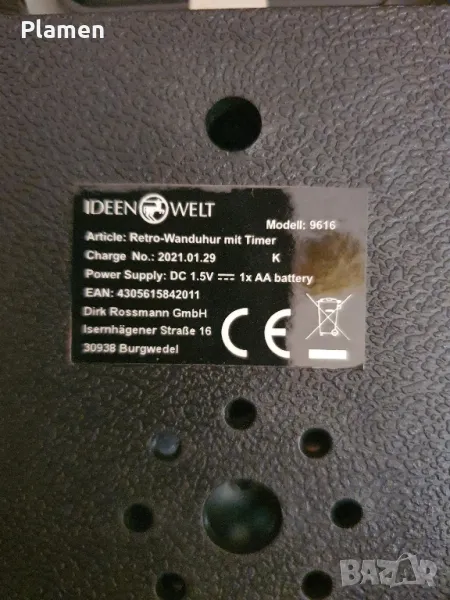 Plamen
IDEEN WELT
Modell: 9616
Article: Retro-Wanduhur mit Timer
Charge No.: 2021.01.29 K
Power Supply: DC 1.5V ⎓ 1x AA battery
EAN: 4305615842011
Dirk Rossmann GmbH
Isernhägener Straße 16
30938 Burgwedel
CE
BAZAR